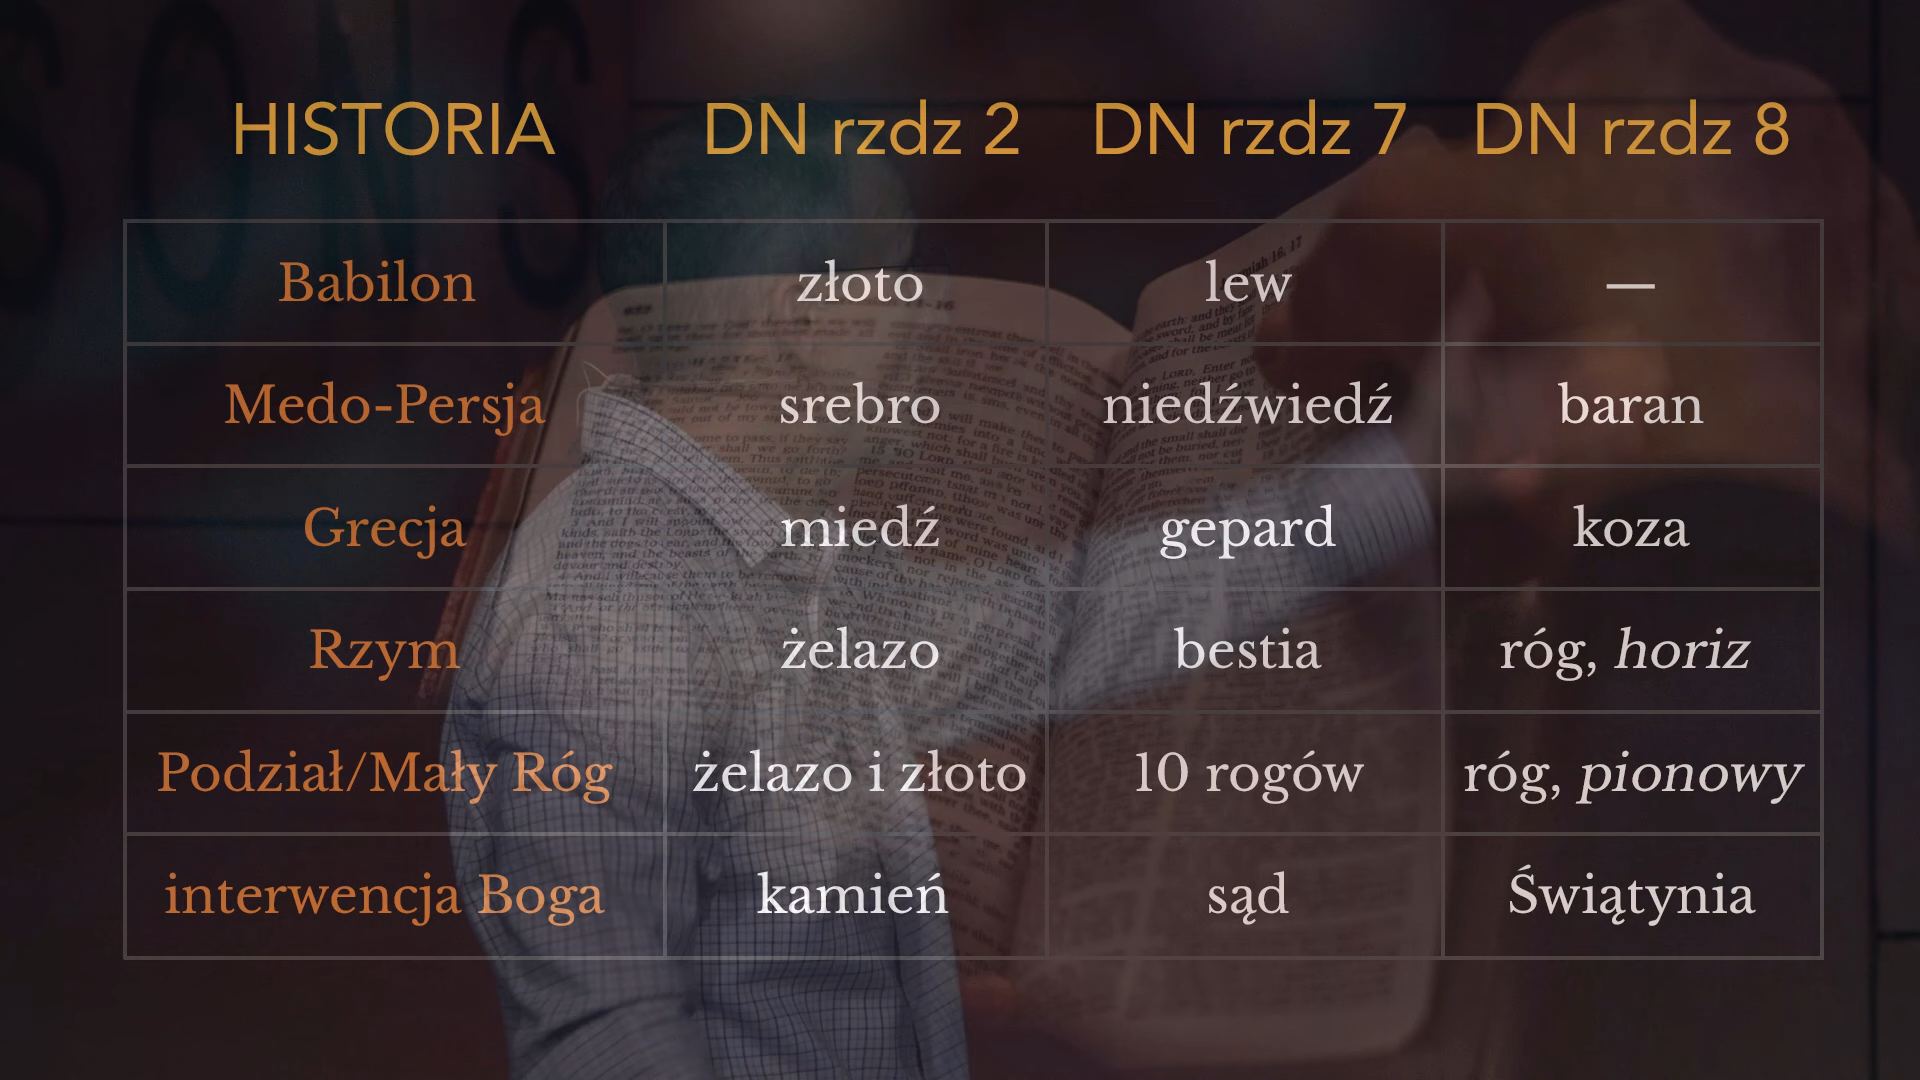 HISTORIA DN rzdz 2 DN rzdz 7 DN rzdz 8
Babilon złoto lew —
Medo-Persja srebro niedźwiedź baran
Grecja miedź gepard koza
Rzym żelazo bestia róg, horiz
Podział/Mały Róg żelazo i złoto 10 rogów róg, pionowy
interwencja Boga kamień sąd Świątynia